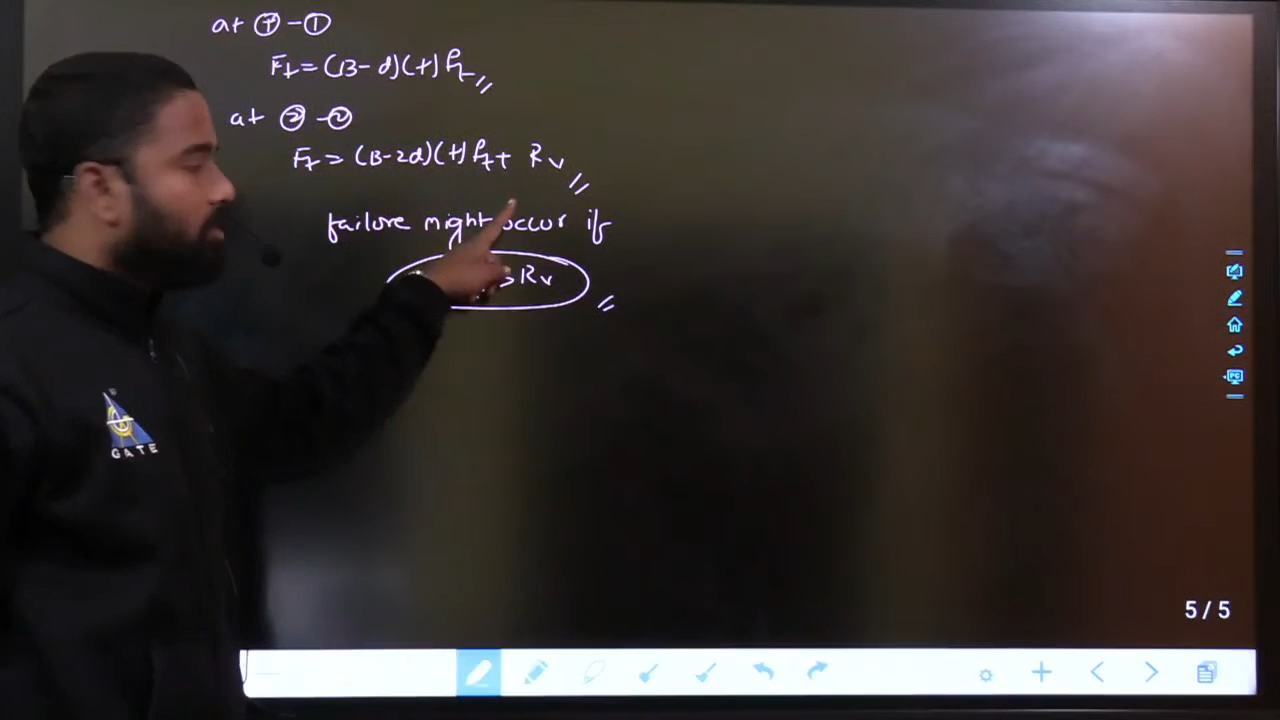 at ① - ①
Ft = (B-d)(t) ft
at ② - ②
Ft = (B-2d)(t) ft + Rv
failure might occur if
> Rv
GATE
PC
5 / 5